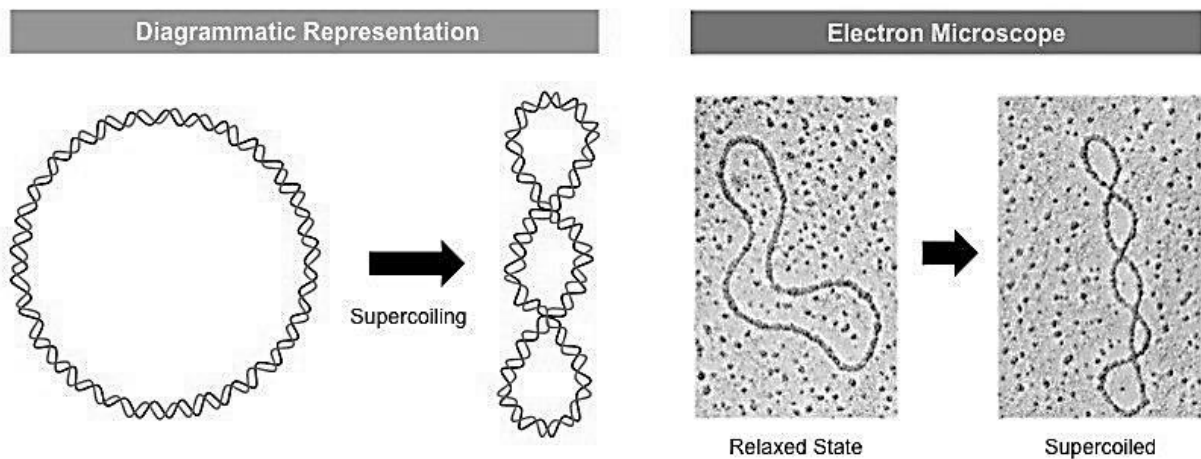 Diagrammatic Representation
Electron Microscope
Supercoiling
Relaxed State
Supercoiled